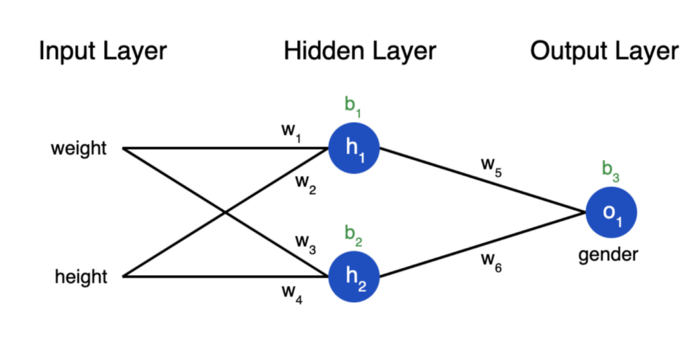 Input Layer Hidden Layer Output Layer
b₁
weight w₁ h₁
w₂ w₅ b₃
o₁
w₃ b₂ gender
height w₄ h₂ w₆